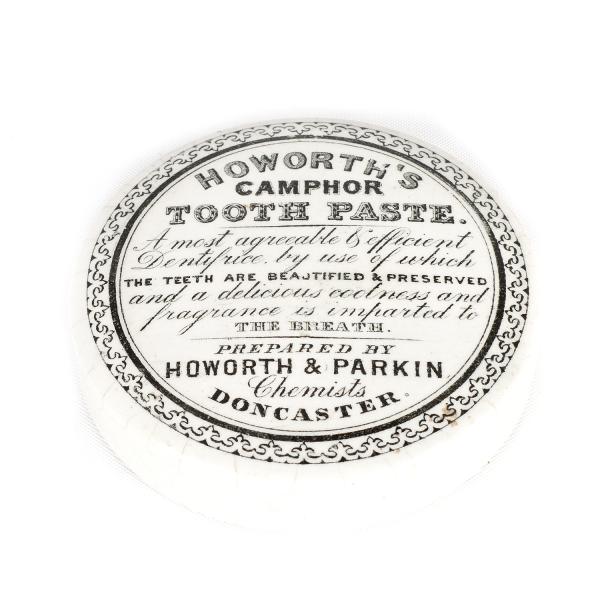 HOWORTH'S
CAMPHOR
TOOTH PASTE.
A most agreeable & efficient
Dentifrice, by use of which
THE TEETH ARE BEAUTIFIED & PRESERVED
and a delicious coolness and
fragrance is imparted to
THE BREATH.
PREPARED BY
HOWORTH & PARKIN
Chemists
DONCASTER.